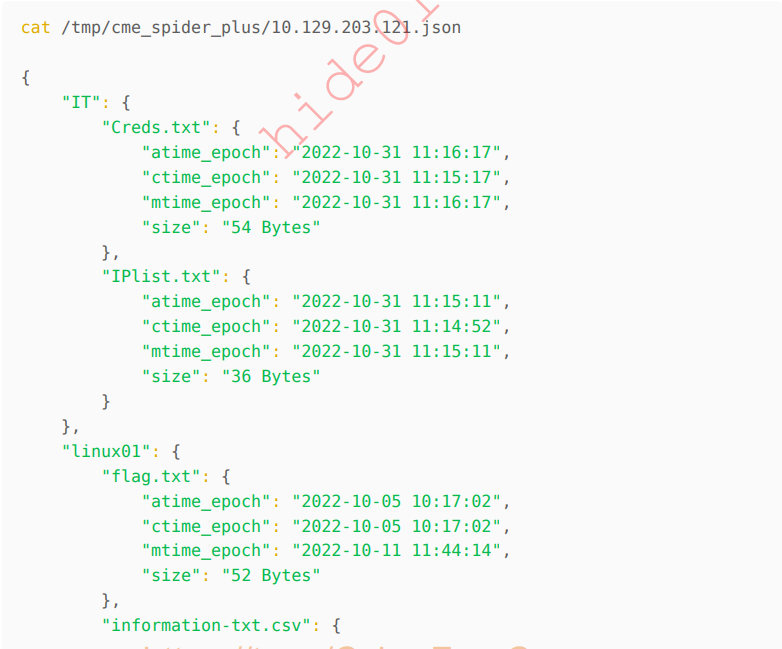 cat /tmp/cme_spider_plus/10.129.203.121.json
{
"IT": {
"Creds.txt": {
"atime_epoch": "2022-10-31 11:16:17",
"ctime_epoch": "2022-10-31 11:15:17",
"mtime_epoch": "2022-10-31 11:16:17",
"size": "54 Bytes"
},
"IPlist.txt": {
"atime_epoch": "2022-10-31 11:15:11",
"ctime_epoch": "2022-10-31 11:14:52",
"mtime_epoch": "2022-10-31 11:15:11",
"size": "36 Bytes"
}
},
"linux01": {
"flag.txt": {
"atime_epoch": "2022-10-05 10:17:02",
"ctime_epoch": "2022-10-05 10:17:02",
"mtime_epoch": "2022-10-11 11:44:14",
"size": "52 Bytes"
},
"information-txt.csv": {
hide01